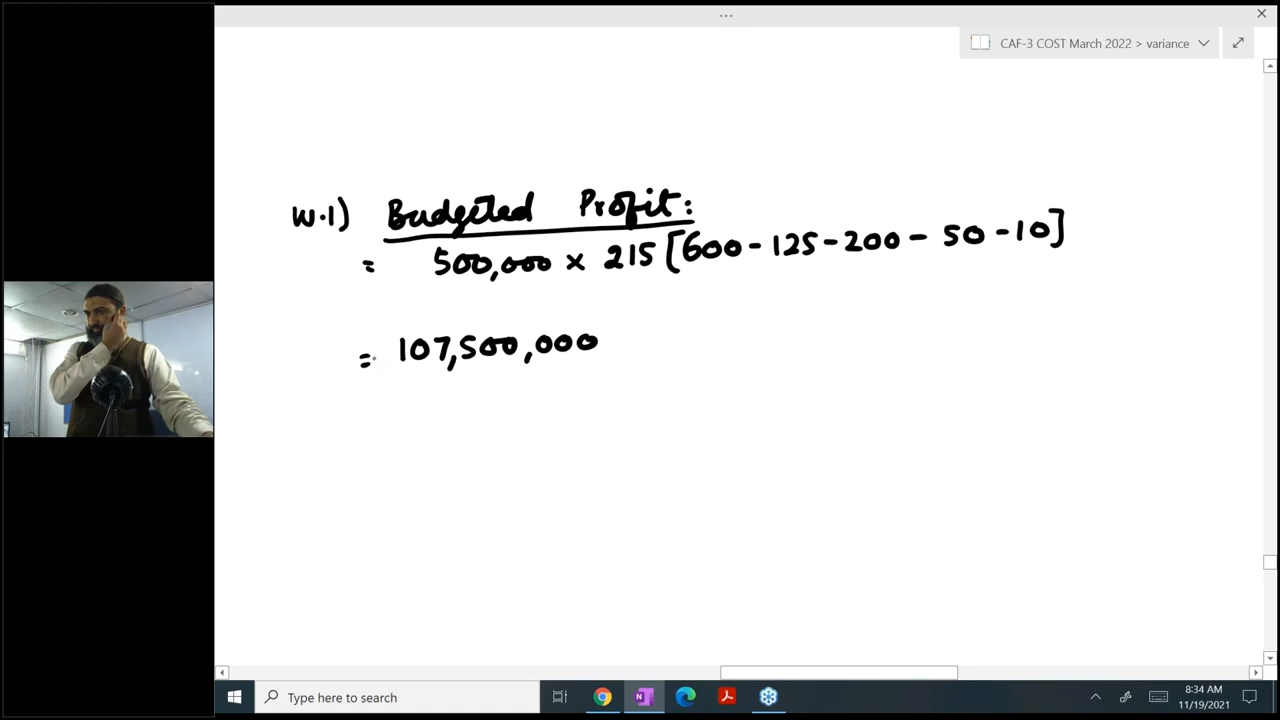 CAF-3 COST March 2022 > variance
W.1) Budgeted Profit:
= 500,000 × 215 [600 - 125 - 200 - 50 - 10]
= 107,500,000
Type here to search
8:34 AM
11/19/2021